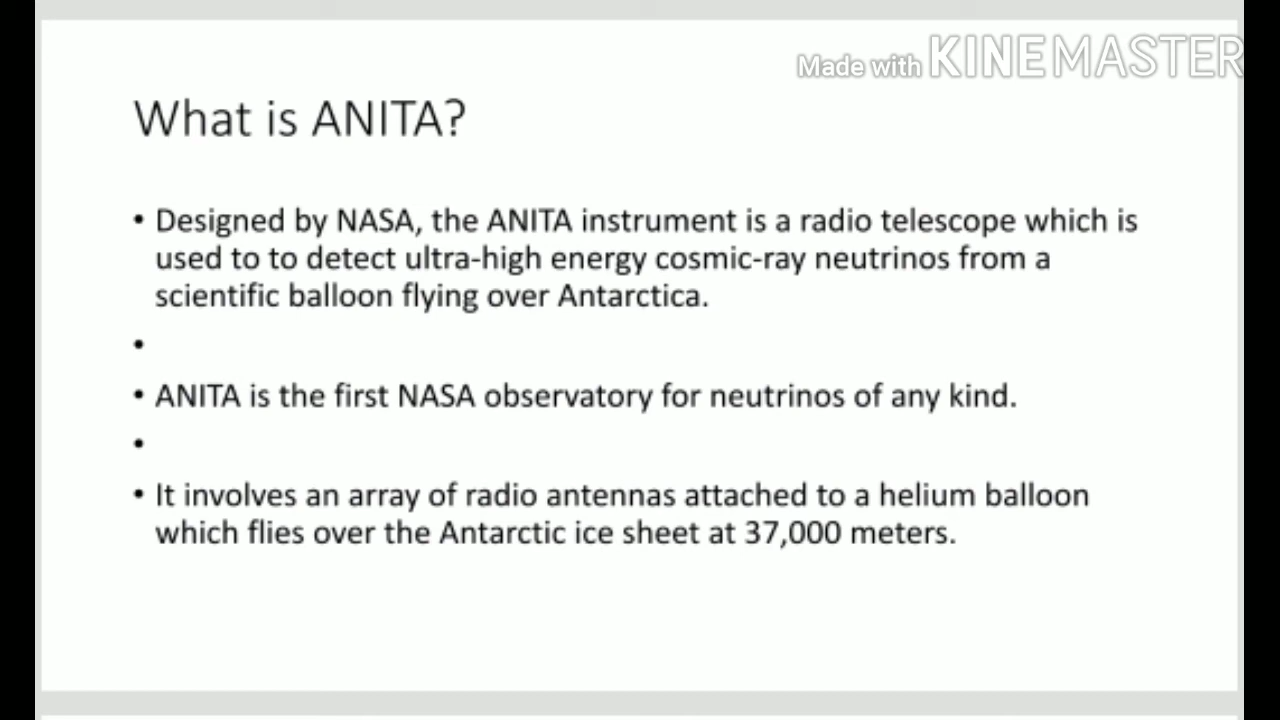 Made with KINEMASTER
What is ANITA?
• Designed by NASA, the ANITA instrument is a radio telescope which is
used to to detect ultra-high energy cosmic-ray neutrinos from a
scientific balloon flying over Antarctica.
•
• ANITA is the first NASA observatory for neutrinos of any kind.
•
• It involves an array of radio antennas attached to a helium balloon
which flies over the Antarctic ice sheet at 37,000 meters.